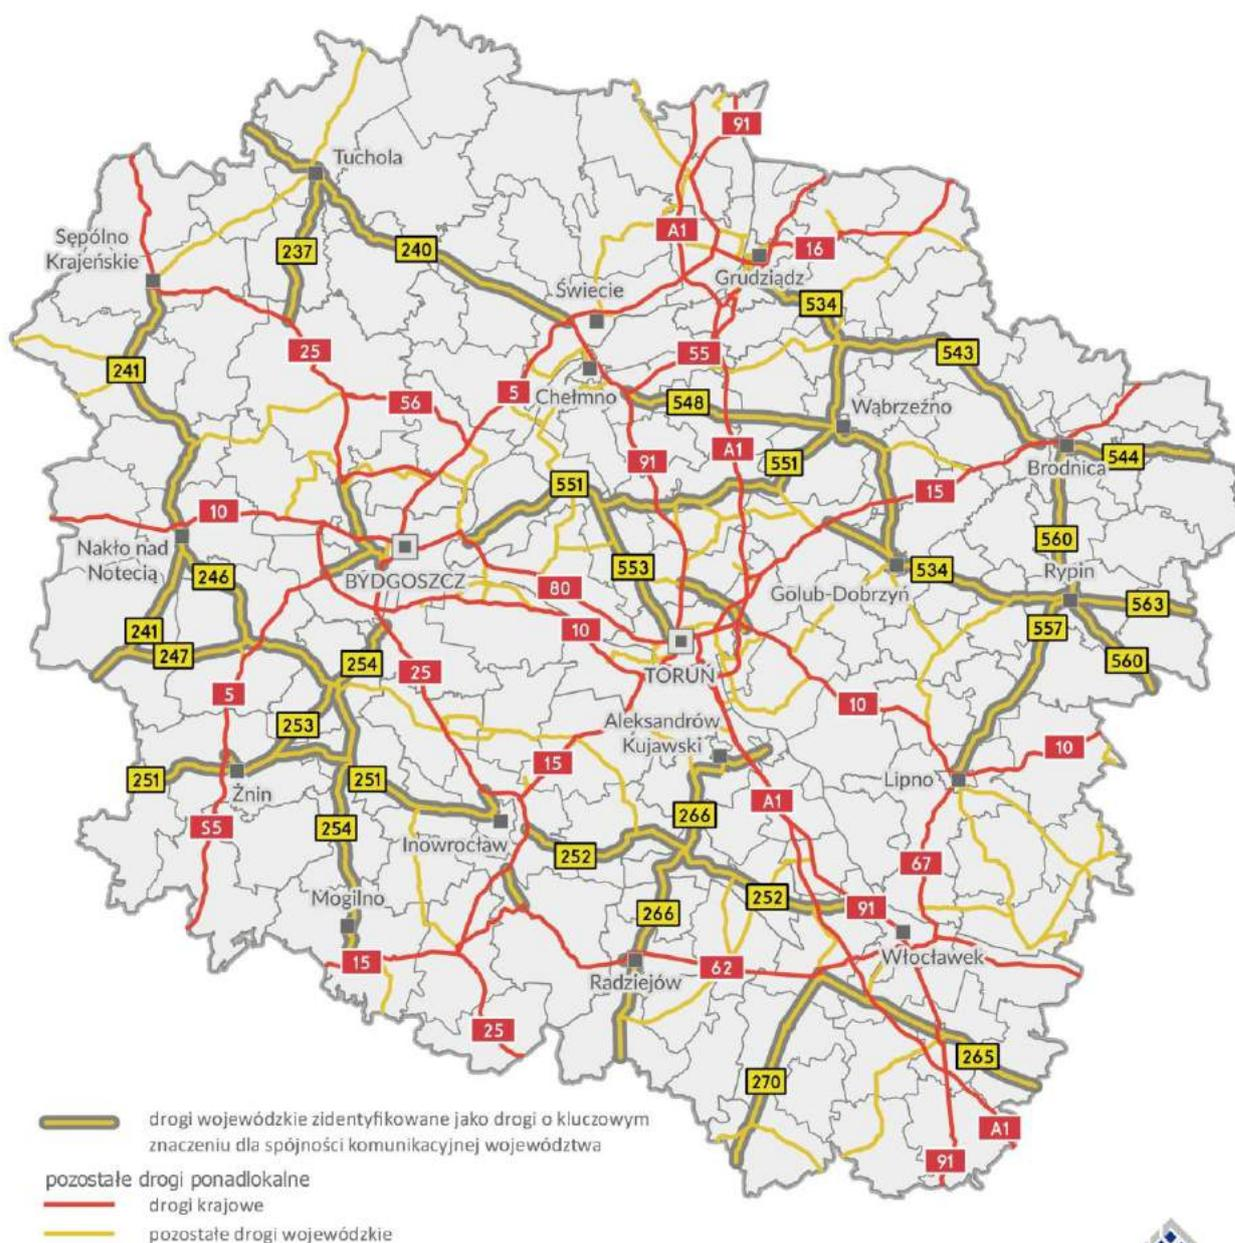 91
Tuchola
A1
Sępólno
Krajeńskie
237
240
16
Grudziądz
Świecie
534
25
55
543
241
5
56
Chełmno
548
Wąbrzeźno
A1
91
551
Brodnica
544
551
15
10
Nakło nad
Notecią
246
BYDGOSZCZ
553
560
Rypin
80
Golub-Dobrzyń
534
563
241
10
557
247
254
25
TORUŃ
560
5
10
253
Aleksandrów
Kujawski
10
251
Żnin
251
15
Lipno
S5
254
266
A1
Inowrocław
252
67
Mogilno
252
91
266
15
Radziejów
62
Włocławek
25
265
270
A1
91
drogi wojewódzkie zidentyfikowane jako drogi o kluczowym
znaczeniu dla spójności komunikacyjnej województwa
pozostałe drogi ponadlokalne
drogi krajowe
pozostałe drogi wojewódzkie